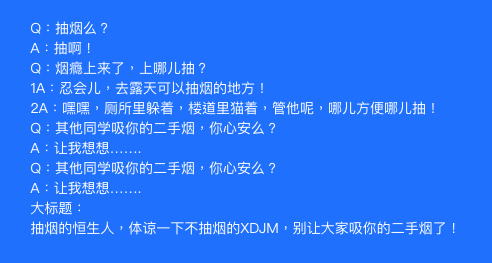 Q：抽烟么？
A：抽啊！
Q：烟瘾上来了，上哪儿抽？
1A：忍会儿，去露天可以抽烟的地方！
2A：嘿嘿，厕所里躲着，楼道里猫着，管他呢，哪儿方便哪儿抽！
Q：其他同学吸你的二手烟，你心安么？
A：让我想想.......
Q：其他同学吸你的二手烟，你心安么？
A：让我想想.......
大标题：
抽烟的恒生人，体谅一下不抽烟的XDJM，别让大家吸你的二手烟了！